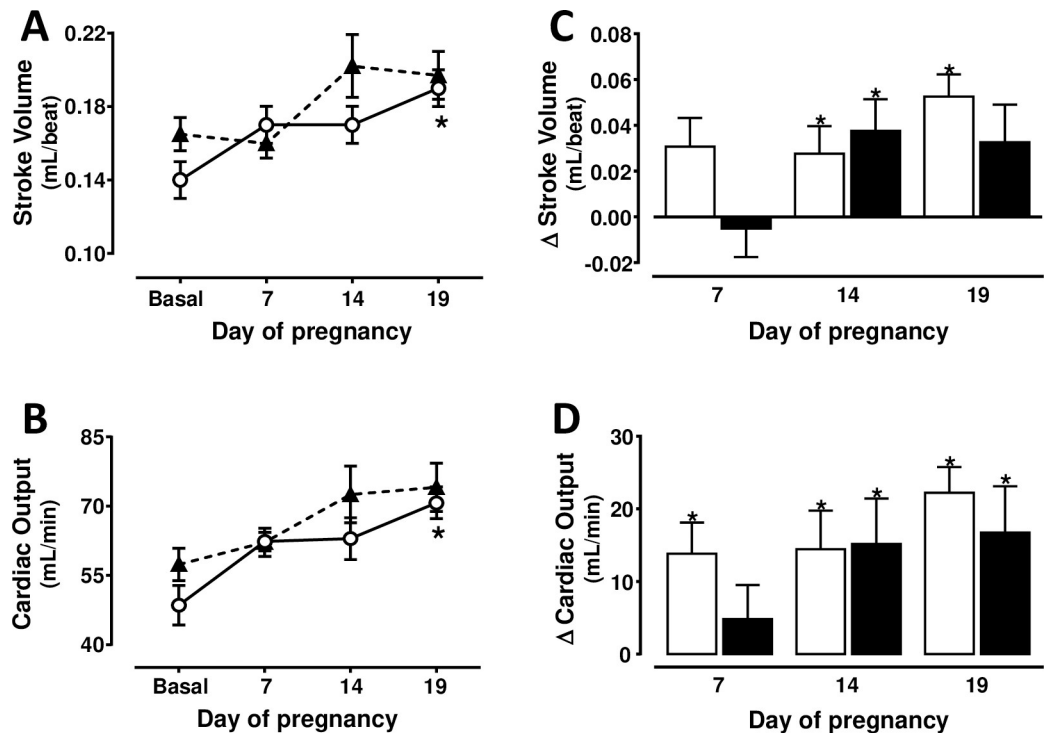 A
Stroke Volume
(mL/beat)
0.22
0.18
0.14
0.10
*
Basal 7 14 19
Day of pregnancy
C
Δ Stroke Volume
(mL/beat)
0.08
0.06
0.04
0.02
0.00
-0.02
* * *
7 14 19
Day of pregnancy
B
Cardiac Output
(mL/min)
85
70
55
40
*
Basal 7 14 19
Day of pregnancy
D
Δ Cardiac Output
(mL/min)
30
20
10
0
* * * * *
7 14 19
Day of pregnancy